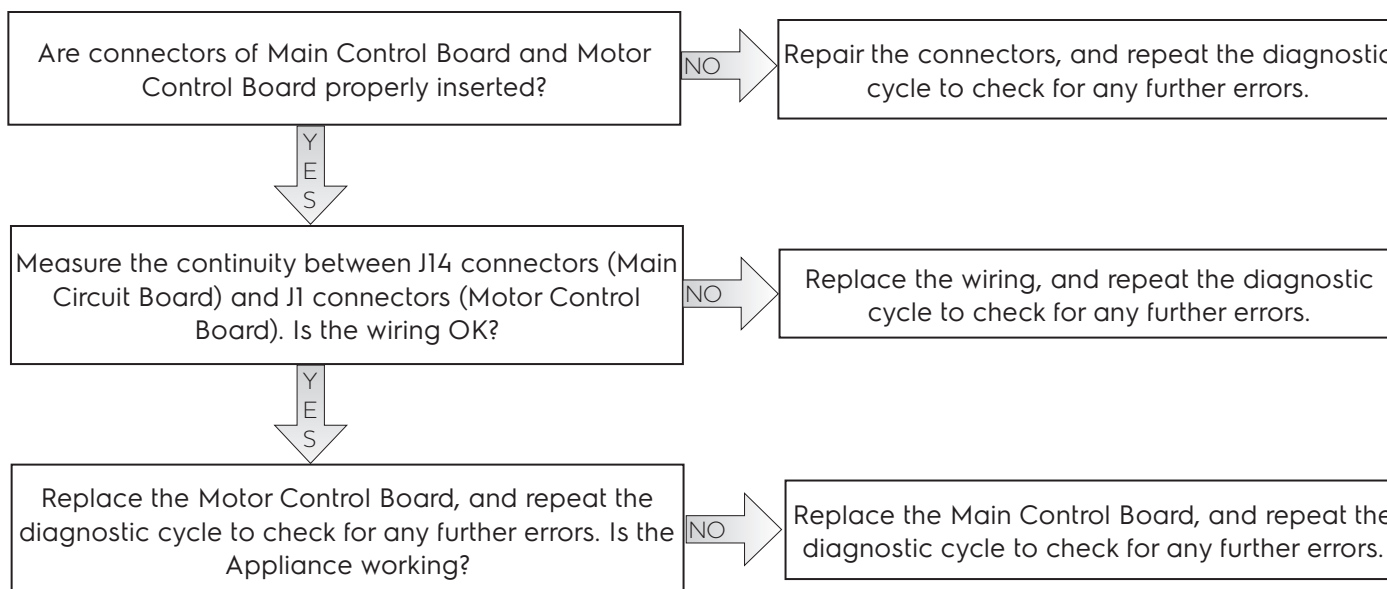 Are connectors of Main Control Board and Motor
Control Board properly inserted?
NO
Repair the connectors, and repeat the diagnostic
cycle to check for any further errors.
Y
E
S
Measure the continuity between J14 connectors (Main
Circuit Board) and J1 connectors (Motor Control
Board). Is the wiring OK?
NO
Replace the wiring, and repeat the diagnostic
cycle to check for any further errors.
Y
E
S
Replace the Motor Control Board, and repeat the
diagnostic cycle to check for any further errors. Is the
Appliance working?
NO
Replace the Main Control Board, and repeat the
diagnostic cycle to check for any further errors.